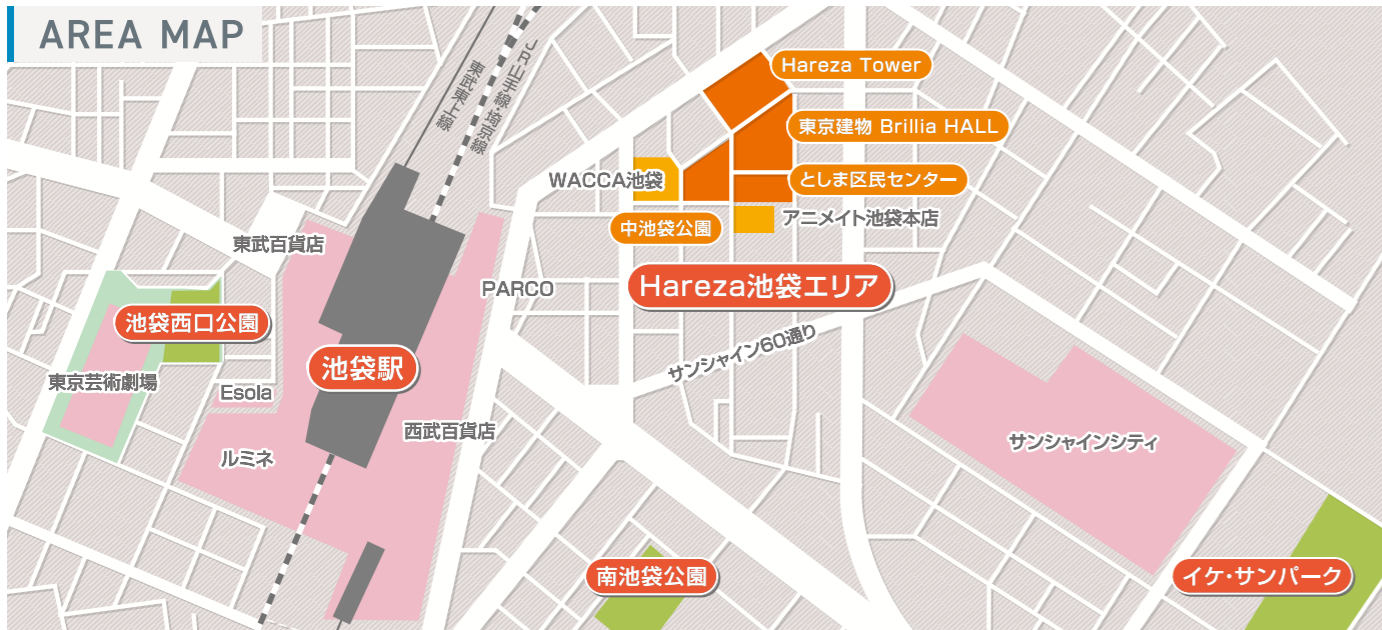 AREA MAP
JR山手線・埼京線
東武東上線
Hareza Tower
東京建物 Brillia HALL
WACCA池袋
としま区民センター
中池袋公園
アニメイト池袋本店
東武百貨店
PARCO
Hareza池袋エリア
池袋西口公園
サンシャイン60通り
池袋駅
東京芸術劇場
Esola
西武百貨店
サンシャインシティ
ルミネ
南池袋公園
イケ・サンパーク